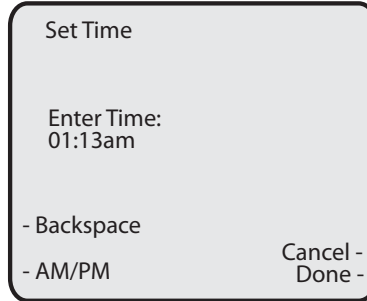 Set Time
Enter Time:
01:13am
- Backspace
Cancel -
- AM/PM
Done -